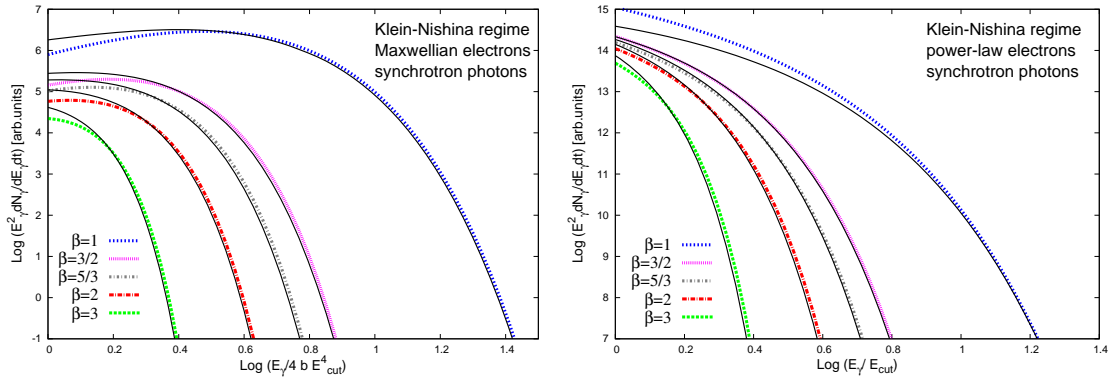 Log (E²γdNγ/dEγdt) [arb.units]
7
6
5
4
3
2
1
0
-1
Klein-Nishina regime
Maxwellian electrons
synchrotron photons
β=1
β=3/2
β=5/3
β=2
β=3
0 0.2 0.4 0.6 0.8 1 1.2 1.4
Log (Eγ/4 b E⁴cut)
Log (E²γdNγ/dEγdt) [arb.units]
15
14
13
12
11
10
9
8
7
Klein-Nishina regime
power-law electrons
synchrotron photons
β=1
β=3/2
β=5/3
β=2
β=3
0 0.2 0.4 0.6 0.8 1 1.2 1.4
Log (Eγ/ Ecut)